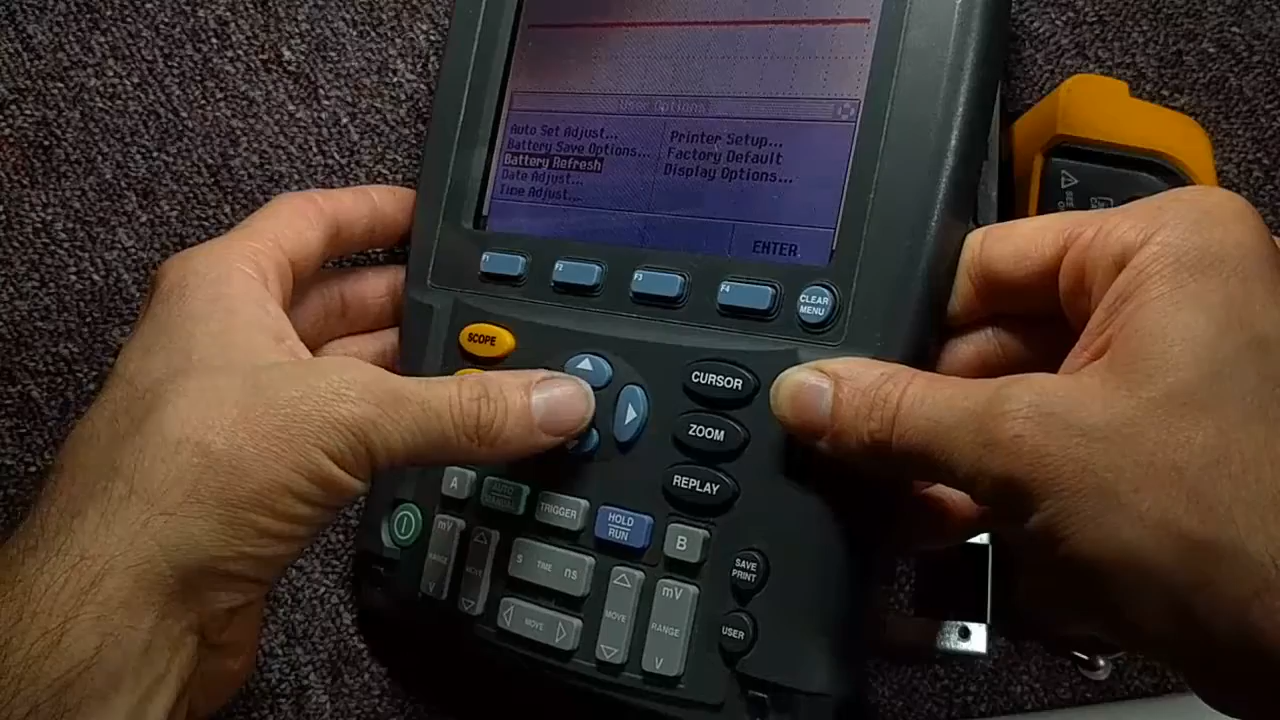 User Options
Auto Set Adjust...
Battery Save Options...
Battery Refresh
Date Adjust...
Time Adjust...
Printer Setup...
Factory Default
Display Options...
ENTER
F1
F2
F3
F4
CLEAR
MENU
SCOPE
CURSOR
ZOOM
REPLAY
A
AUTO
MANUAL
TRIGGER
HOLD
RUN
B
mV
RANGE
V
MOVE
S TIME ns
MOVE
MOVE
mV
RANGE
V
SAVE
PRINT
USER
SEE